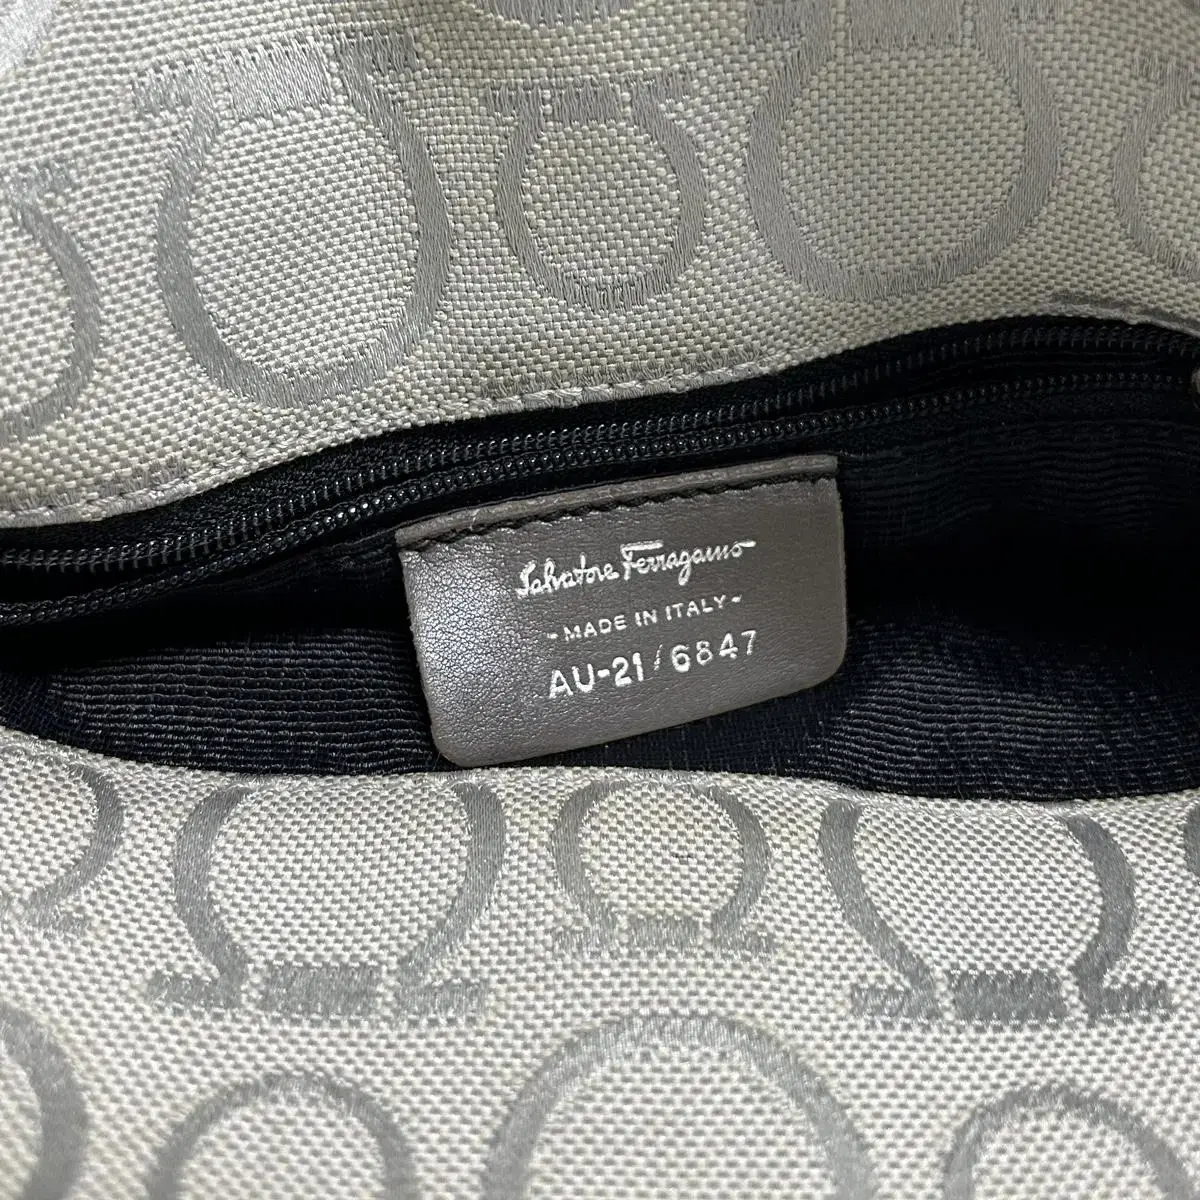 Salvatore Ferragamo
- MADE IN ITALY -
AU-21/6847